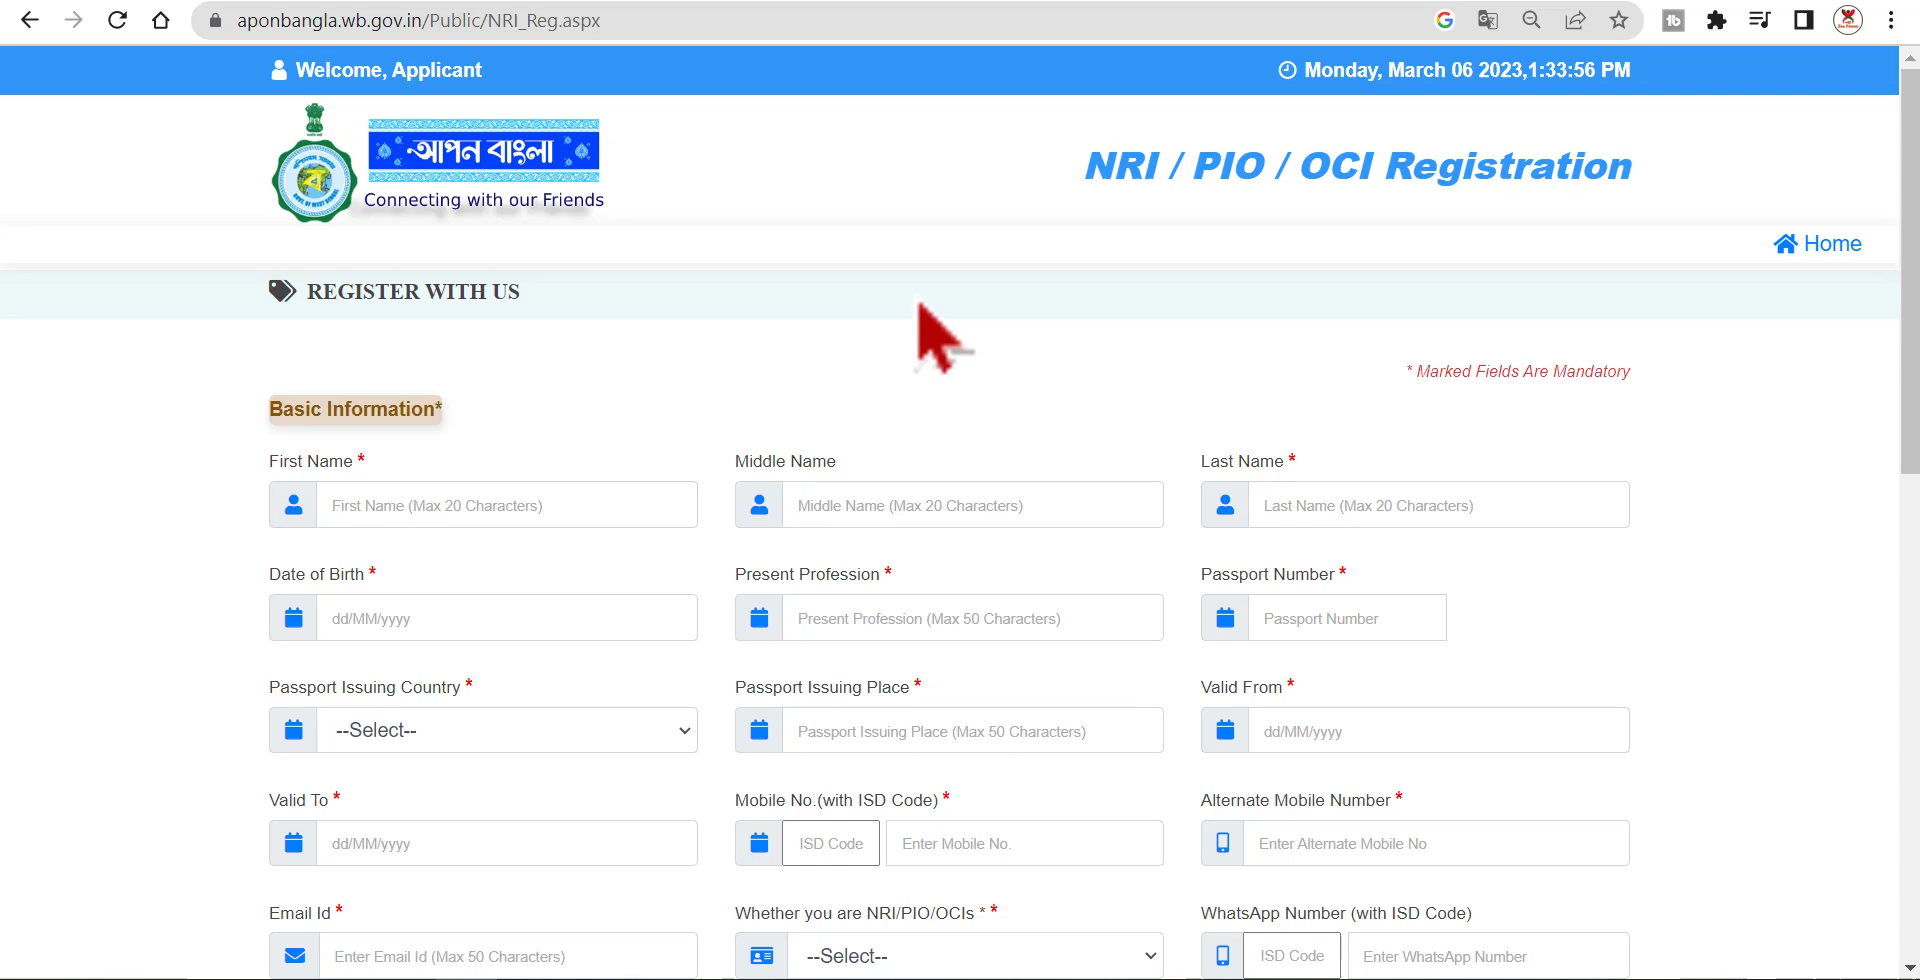 aponbangla.wb.gov.in/Public/NRI_Reg.aspx
Welcome, Applicant
Monday, March 06 2023,1:33:56 PM
আপন বাংলা
Connecting with our Friends
NRI / PIO / OCI Registration
Home
REGISTER WITH US
* Marked Fields Are Mandatory
Basic Information*
First Name * Middle Name Last Name *
First Name (Max 20 Characters) Middle Name (Max 20 Characters) Last Name (Max 20 Characters)
Date of Birth * Present Profession * Passport Number *
dd/MM/yyyy Present Profession (Max 50 Characters) Passport Number
Passport Issuing Country * Passport Issuing Place * Valid From *
--Select-- Passport Issuing Place (Max 50 Characters) dd/MM/yyyy
Valid To * Mobile No.(with ISD Code) * Alternate Mobile Number *
dd/MM/yyyy ISD Code Enter Mobile No. Enter Alternate Mobile No
Email Id * Whether you are NRI/PIO/OCIs * * WhatsApp Number (with ISD Code)
Enter Email Id (Max 50 Characters) --Select-- ISD Code Enter WhatsApp Number